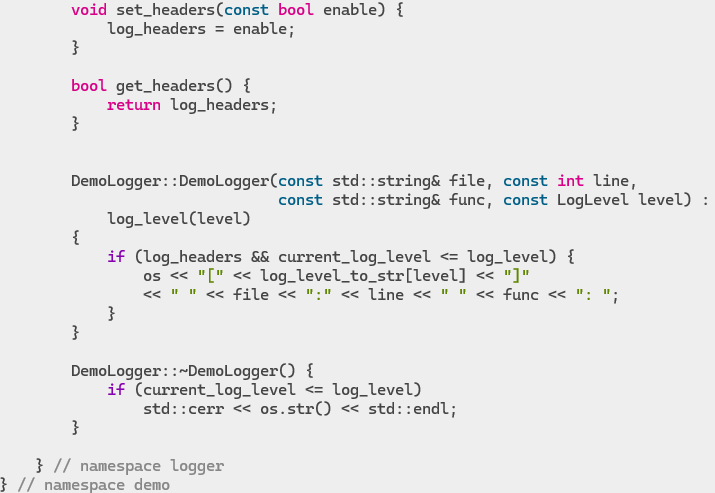 void set_headers(const bool enable) {
log_headers = enable;
}
bool get_headers() {
return log_headers;
}
DemoLogger::DemoLogger(const std::string& file, const int line,
const std::string& func, const LogLevel level) :
log_level(level)
{
if (log_headers && current_log_level <= log_level) {
os << "[" << log_level_to_str[level] << "]"
<< " " << file << ":" << line << " " << func << ": ";
}
}
DemoLogger::~DemoLogger() {
if (current_log_level <= log_level)
std::cerr << os.str() << std::endl;
}
} // namespace logger
} // namespace demo